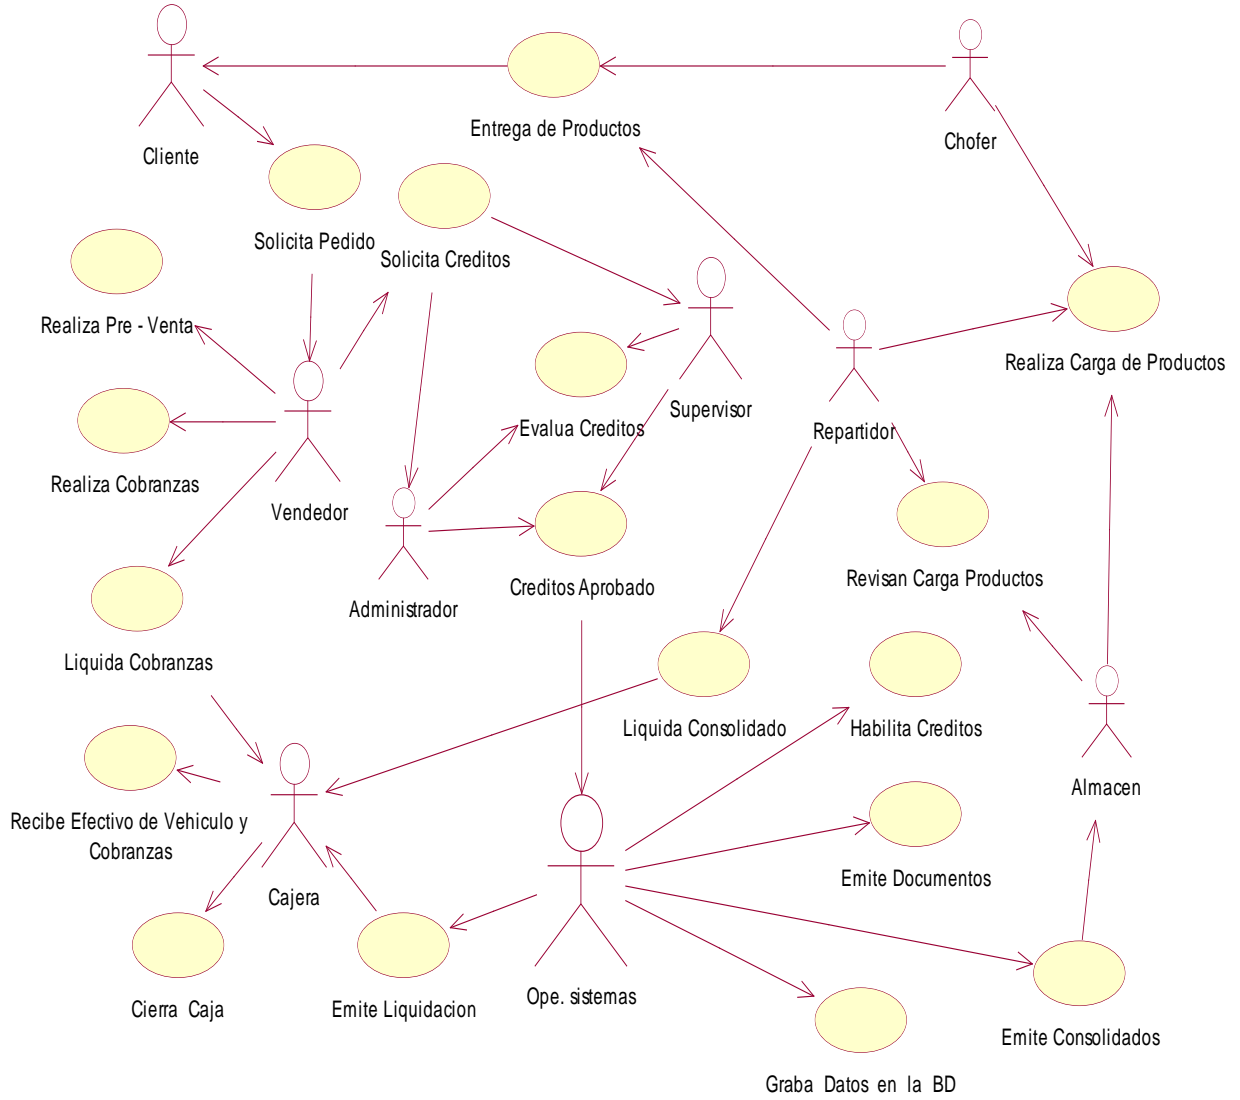 Cliente
Entrega de Productos
Chofer
Solicita Pedido
Solicita Creditos
Realiza Pre - Venta
Realiza Carga de Productos
Supervisor
Evalua Creditos
Repartidor
Realiza Cobranzas
Vendedor
Administrador
Creditos Aprobado
Revisan Carga Productos
Liquida Cobranzas
Liquida Consolidado
Habilita Creditos
Almacen
Recibe Efectivo de Vehiculo y
Cobranzas
Cajera
Emite Documentos
Cierra Caja
Emite Liquidacion
Ope. sistemas
Emite Consolidados
Graba Datos en la BD